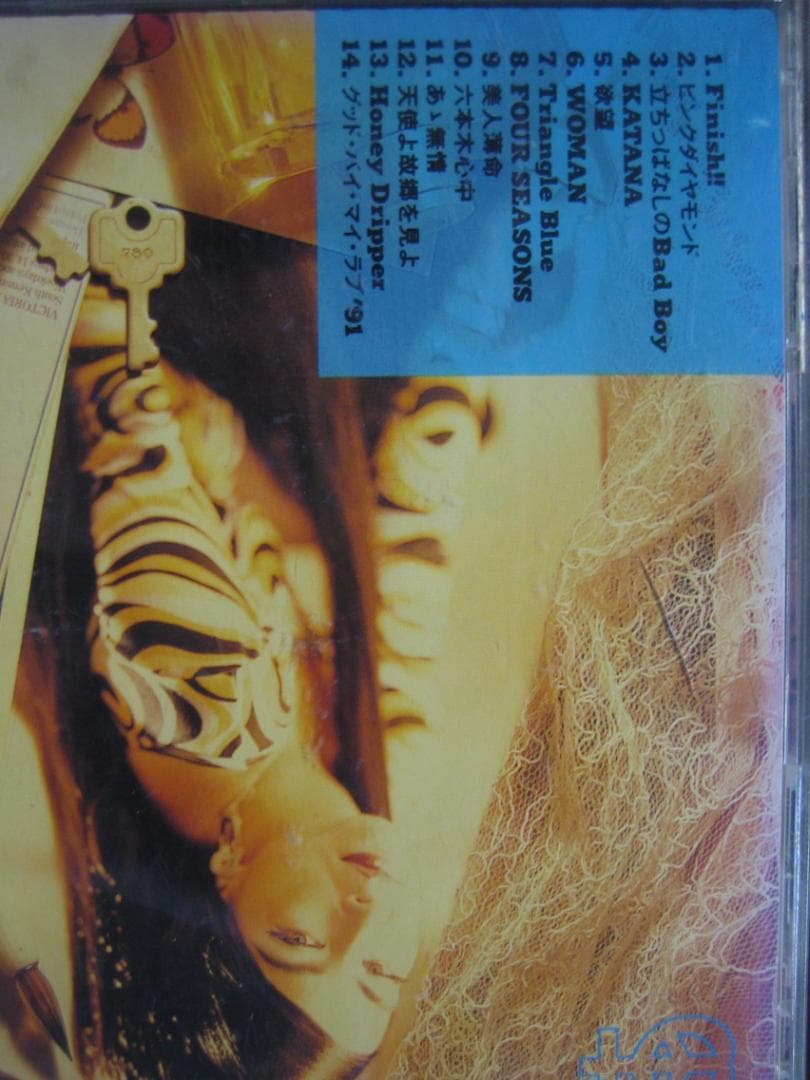 1. Finish!!
2. ピンクダイヤモンド
3. 立ちっぱなしのBad Boy
4. KATANA
5. 欲望
6. WOMAN
7. Triangle Blue
8. FOUR SEASONS
9. 美人薄命
10. 六本木心中
11. あゝ無情
12. 天使よ故郷を見よ
13. Honey Dripper
14. グッド・バイ・マイ・ラブ'91
VICTORIA